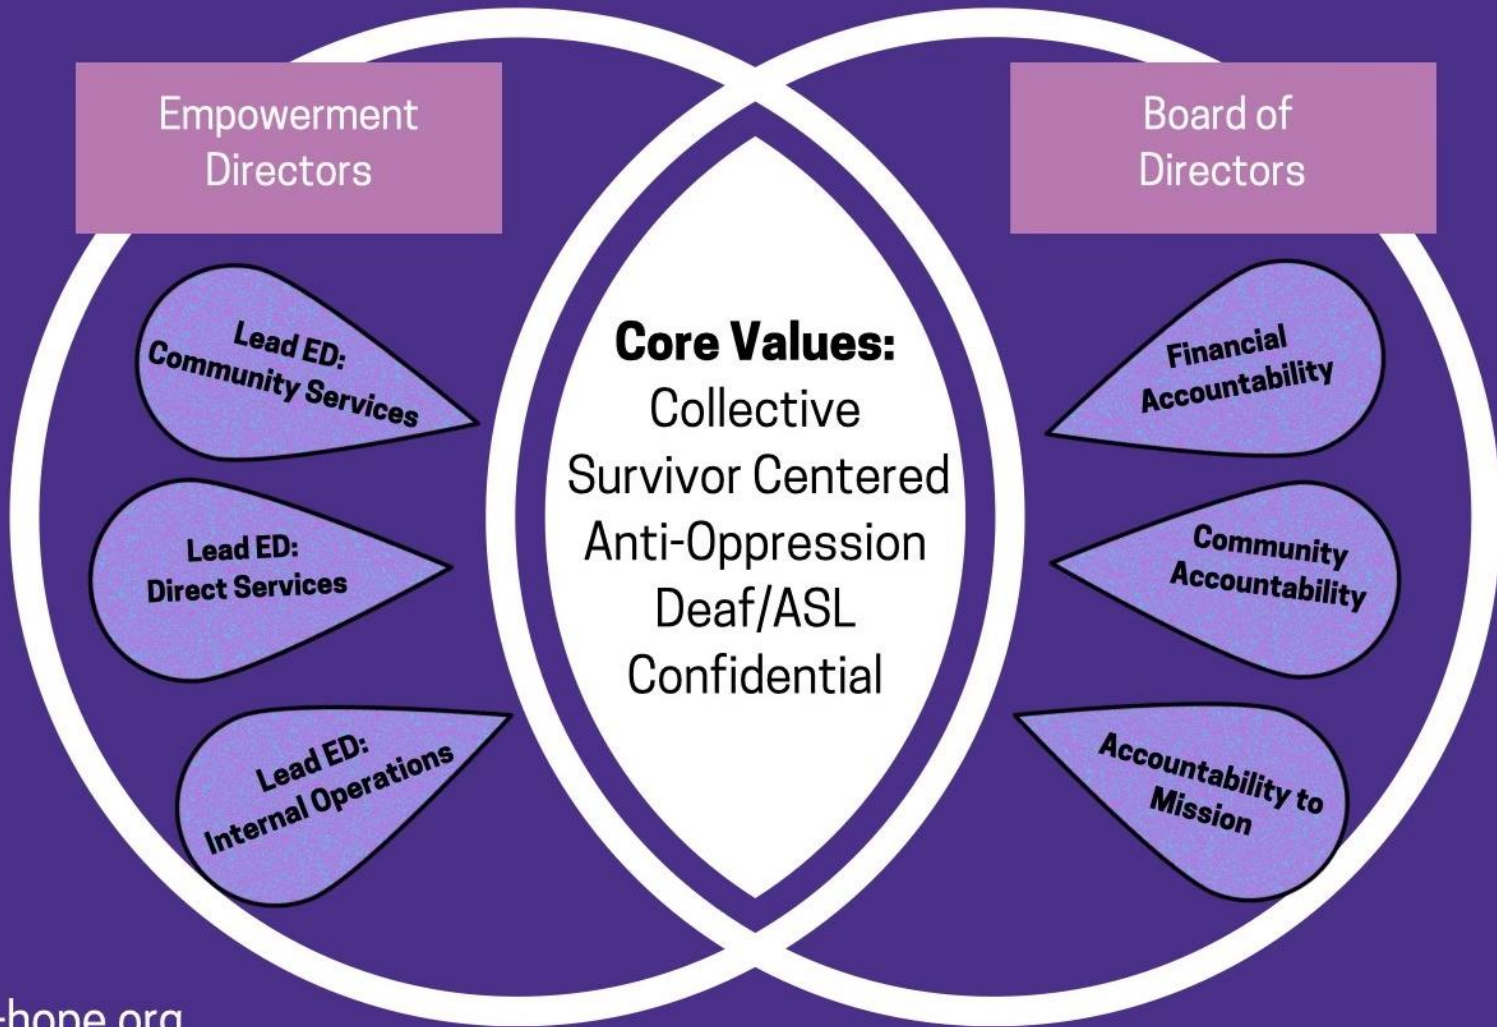 Empowerment
Directors
Board of
Directors
Lead ED:
Community Services
Lead ED:
Direct Services
Lead ED:
Internal Operations
Core Values:
Collective
Survivor Centered
Anti-Oppression
Deaf/ASL
Confidential
Financial
Accountability
Community
Accountability
Accountability to
Mission
-hope.org